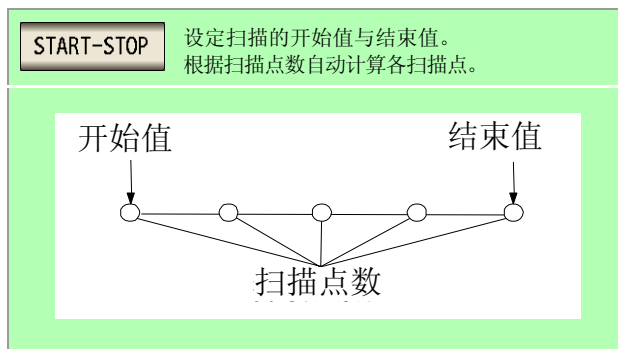 START-STOP
设定扫描的开始值与结束值。
根据扫描点数自动计算各扫描点。
开始值
结束值
扫描点数